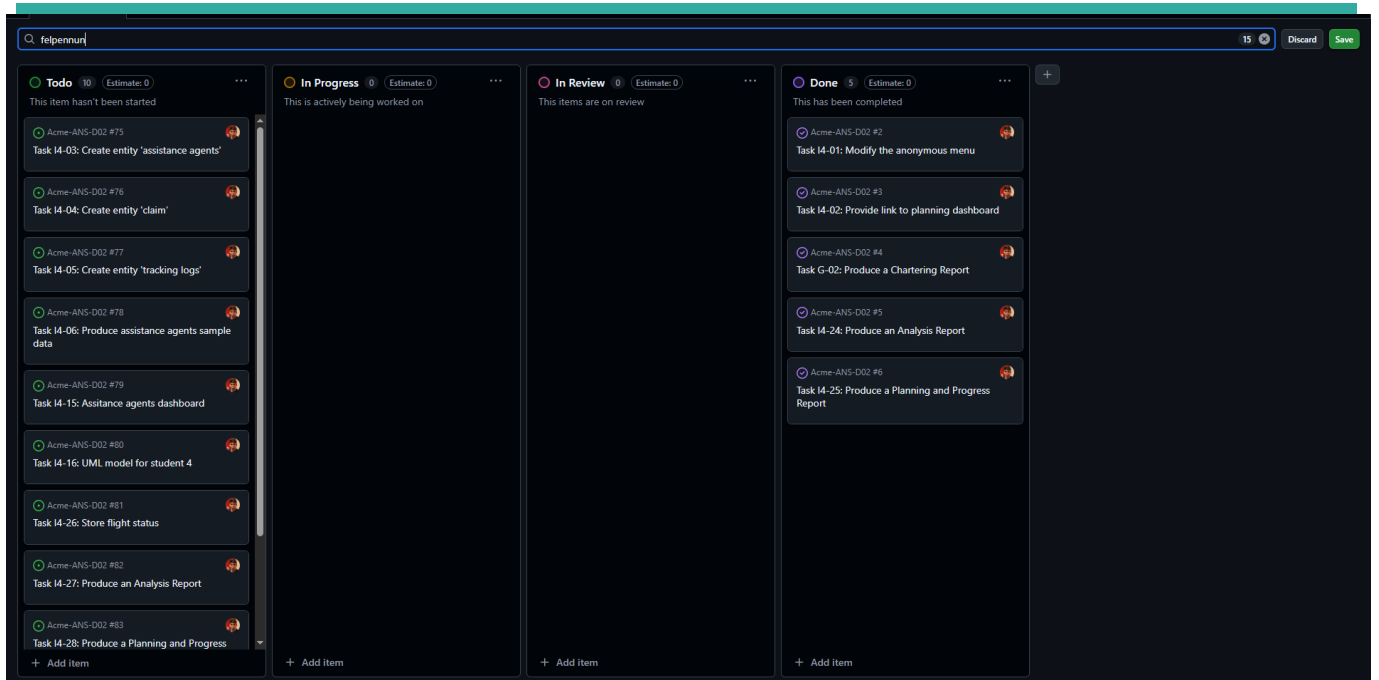 felpennun
15
Discard
Save
Todo 10 Estimate: 0
This item hasn't been started
Acme-ANS-D02 #75
Task I4-03: Create entity 'assistance agents'
Acme-ANS-D02 #76
Task I4-04: Create entity 'claim'
Acme-ANS-D02 #77
Task I4-05: Create entity 'tracking logs'
Acme-ANS-D02 #78
Task I4-06: Produce assistance agents sample
data
Acme-ANS-D02 #79
Task I4-15: Assitance agents dashboard
Acme-ANS-D02 #80
Task I4-16: UML model for student 4
Acme-ANS-D02 #81
Task I4-26: Store flight status
Acme-ANS-D02 #82
Task I4-27: Produce an Analysis Report
Acme-ANS-D02 #83
Task I4-28: Produce a Planning and Progress
+ Add item
In Progress 0 Estimate: 0
This is actively being worked on
+ Add item
In Review 0 Estimate: 0
This items are on review
+ Add item
Done 5 Estimate: 0
This has been completed
Acme-ANS-D02 #2
Task I4-01: Modify the anonymous menu
Acme-ANS-D02 #3
Task I4-02: Provide link to planning dashboard
Acme-ANS-D02 #4
Task G-02: Produce a Chartering Report
Acme-ANS-D02 #5
Task I4-24: Produce an Analysis Report
Acme-ANS-D02 #6
Task I4-25: Produce a Planning and Progress
Report
+ Add item